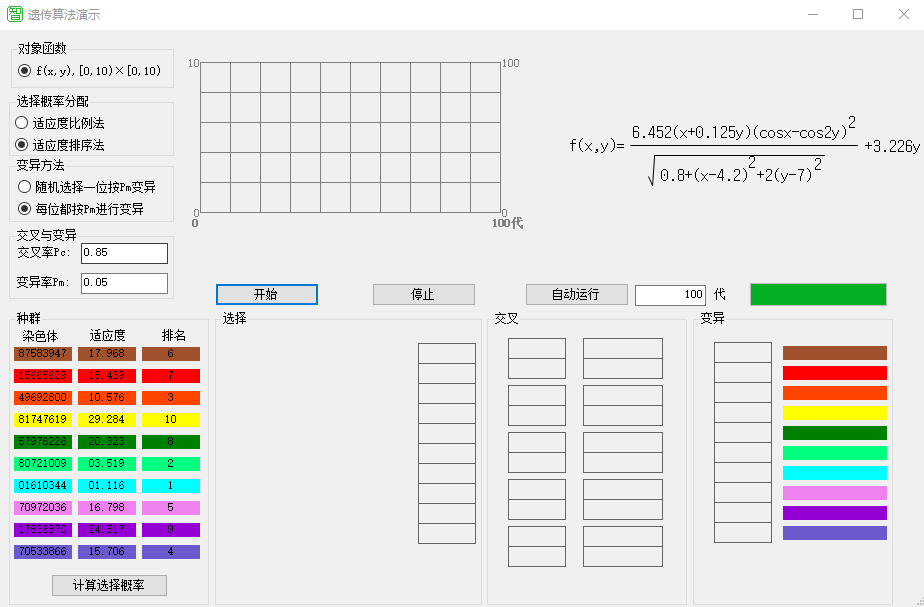 智 遗传算法演示
对象函数
f(x,y),[0,10)×[0,10)
选择概率分配
适应度比例法
适应度排序法
变异方法
随机选择一位按Pm变异
每位都按Pm进行变异
交叉与变异
交叉率Pc: 0.85
变异率Pm: 0.05
10 100
0 0
0 100代
f(x,y)= 6.452(x+0.125y)(cosx-cos2y)² / √0.8+(x-4.2)²+2(y-7)² +3.226y
开始 停止 自动运行 100 代
种群
染色体 适应度 排名
87583947 17.968 6
15665629 18.439 7
49692800 10.576 3
81747619 29.284 10
57976226 20.323 8
80721009 03.519 2
01610344 01.116 1
70972036 16.798 5
17836870 24.517 9
70533866 15.706 4
计算选择概率
选择
交叉
变异